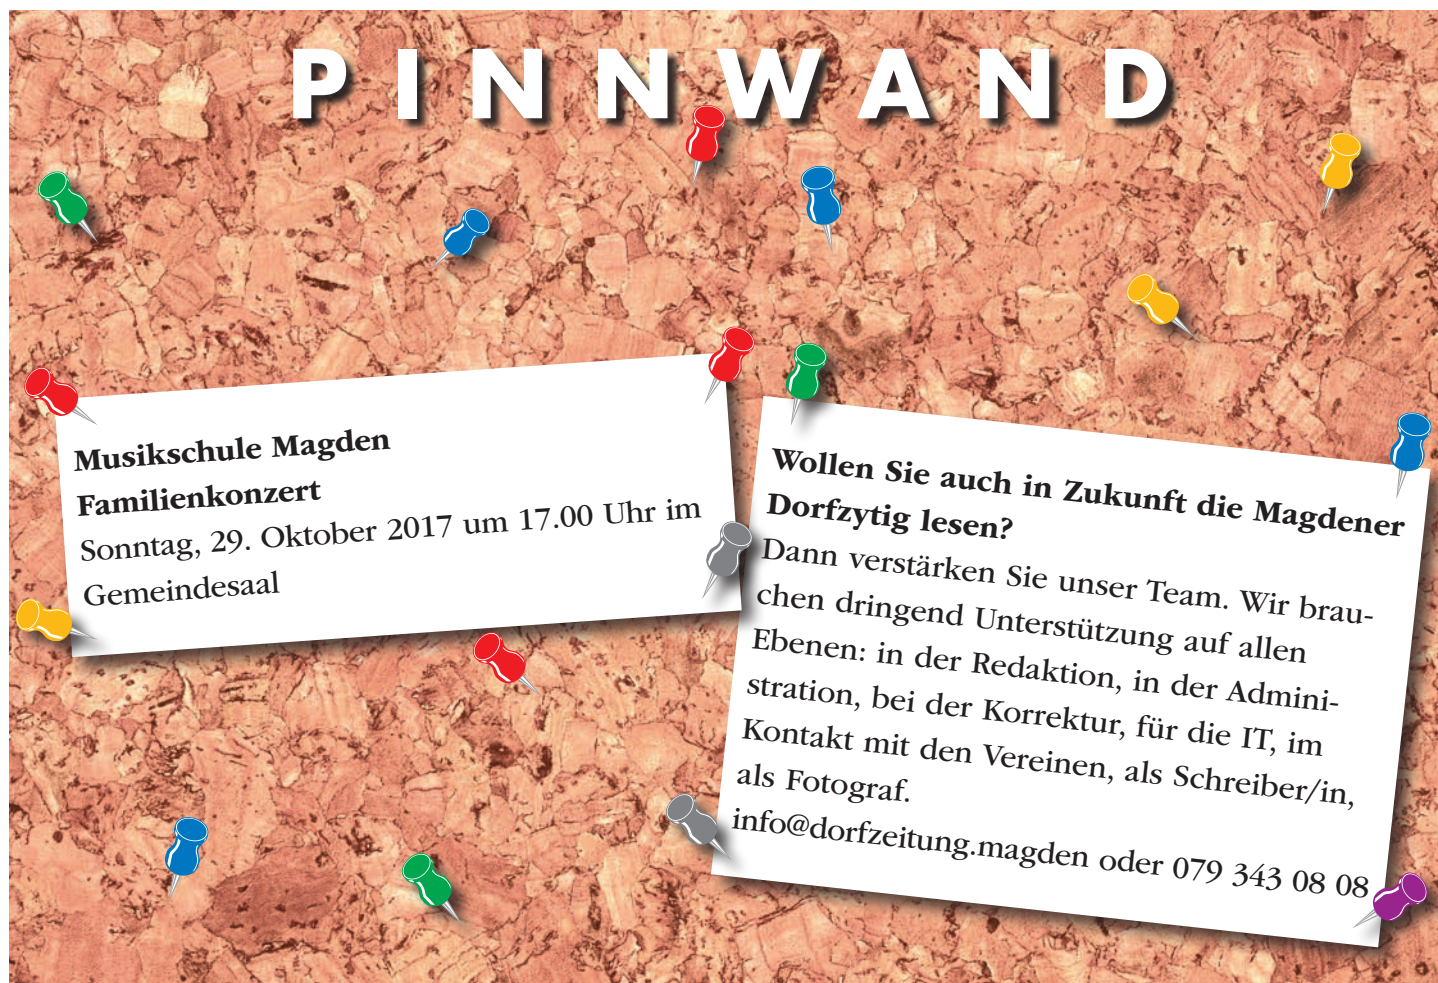 PINNWAND
Musikschule Magden
Familienkonzert
Sonntag, 29. Oktober 2017 um 17.00 Uhr im
Gemeindesaal
Wollen Sie auch in Zukunft die Magdener
Dorfzytig lesen?
Dann verstärken Sie unser Team. Wir brau-
chen dringend Unterstützung auf allen
Ebenen: in der Redaktion, in der Admini-
stration, bei der Korrektur, für die IT, im
Kontakt mit den Vereinen, als Schreiber/in,
als Fotograf.
info@dorfzeitung.magden oder 079 343 08 08